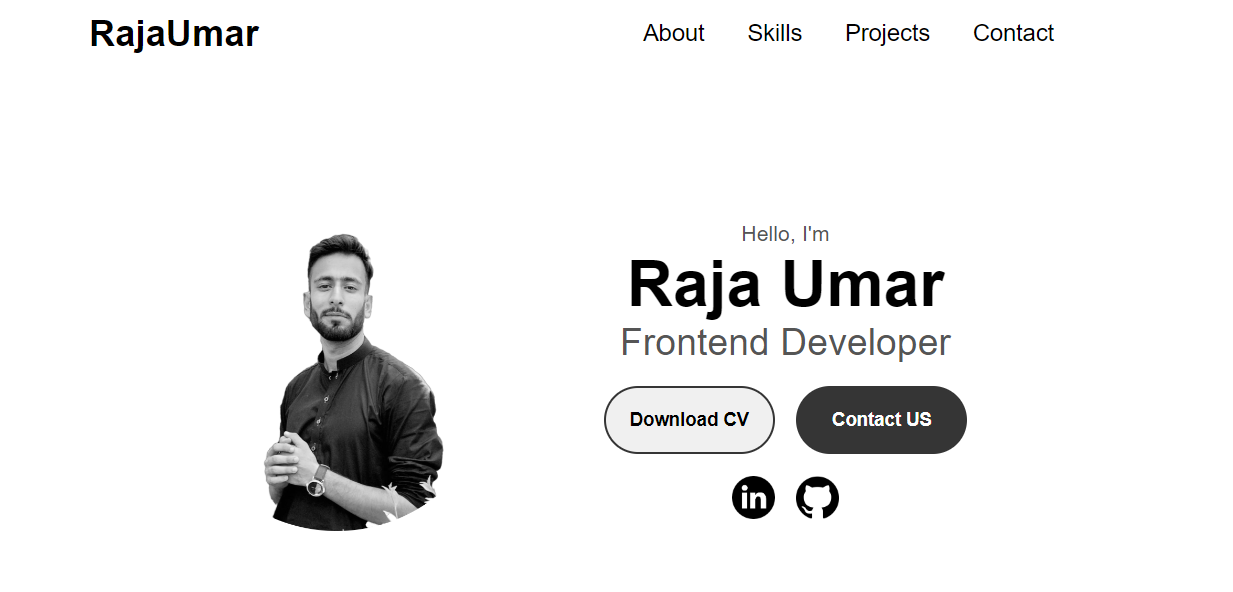 RajaUmar
About Skills Projects Contact
Hello, I'm
Raja Umar
Frontend Developer
Download CV Contact US
in